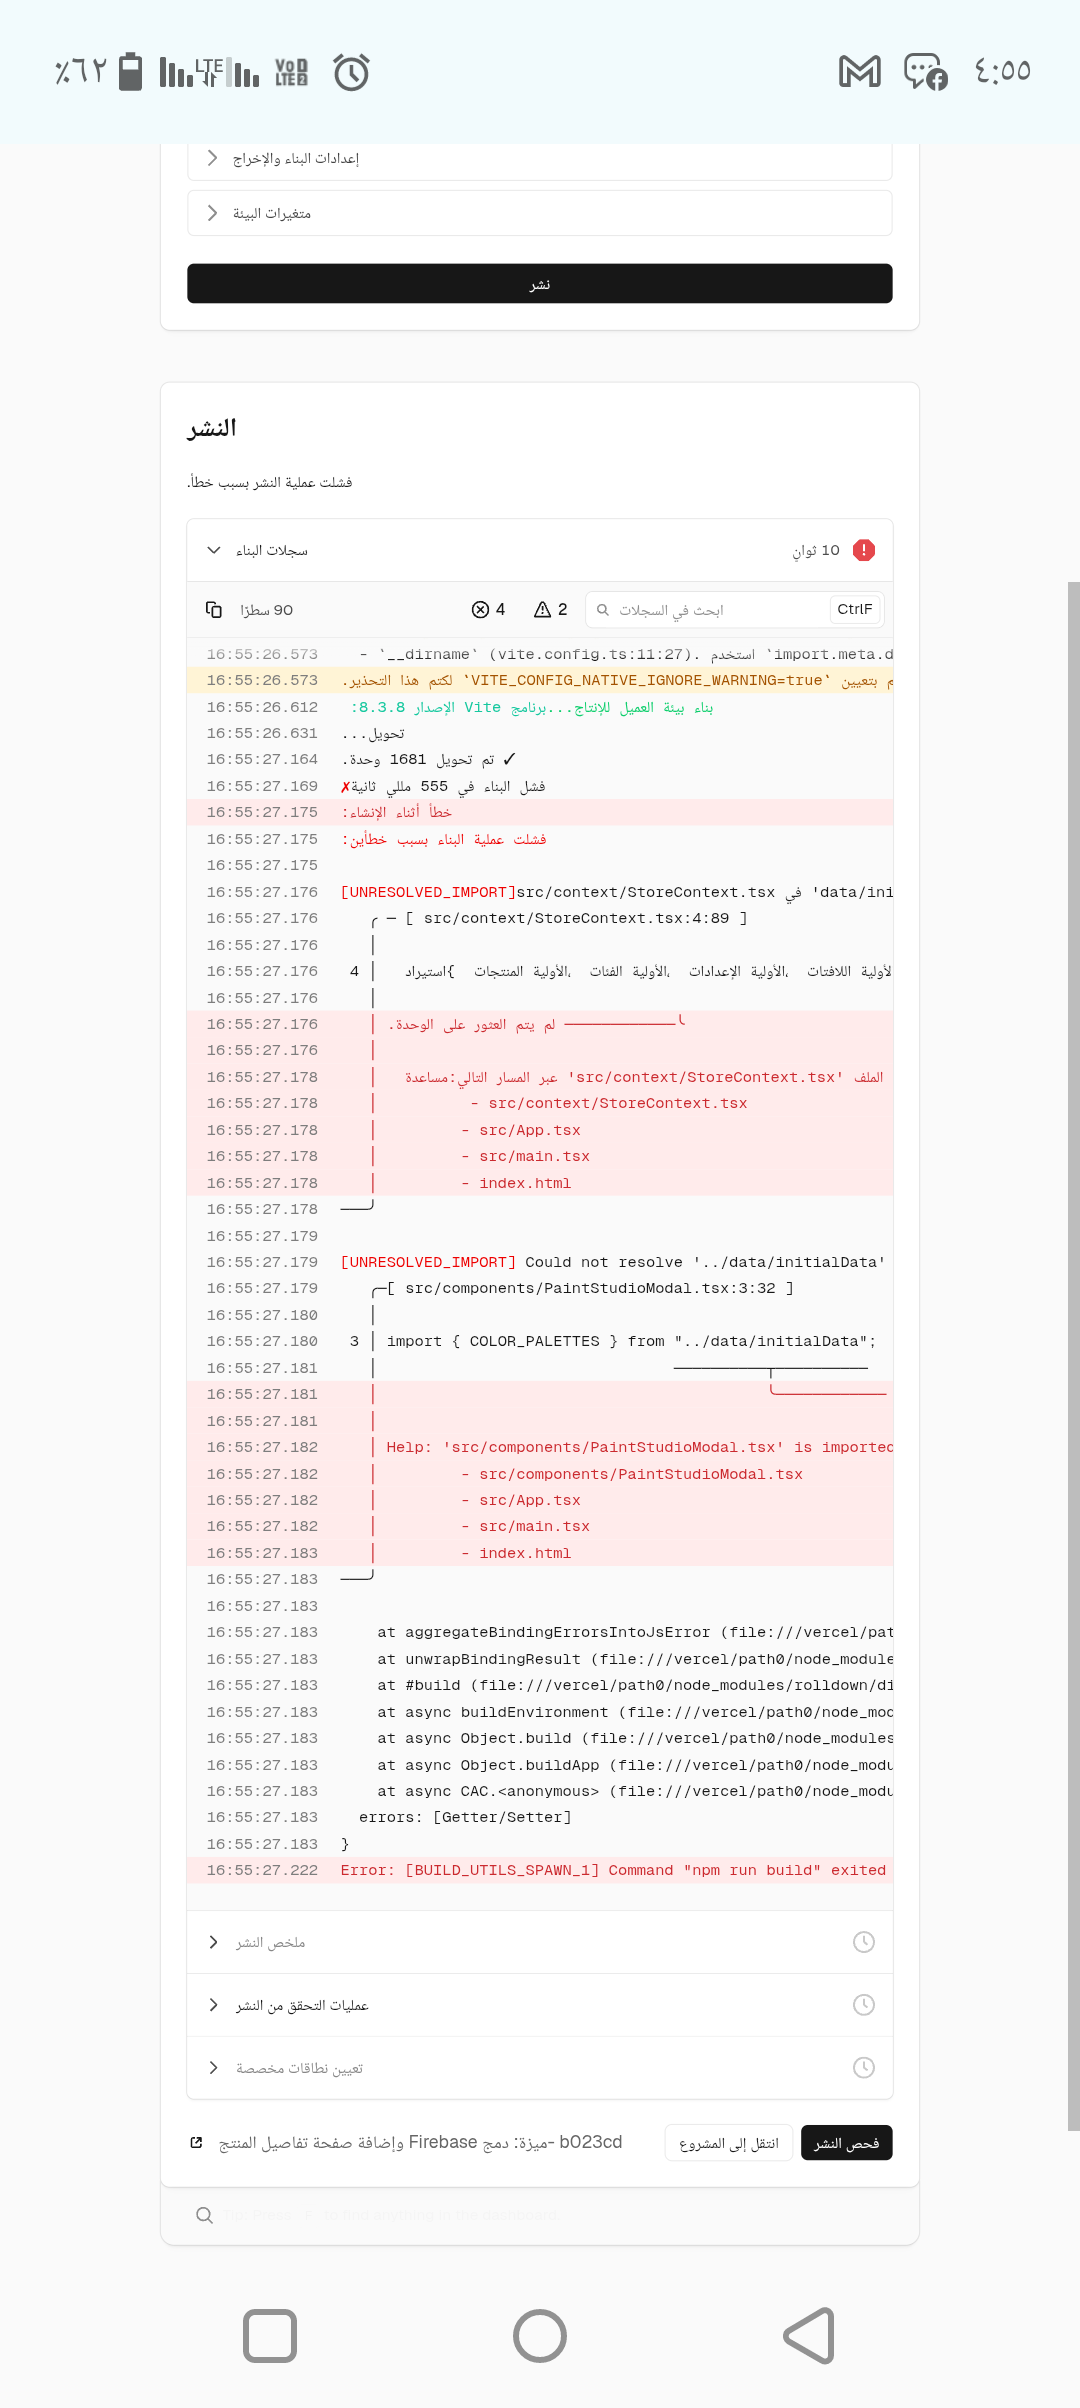 ٤:٥٥
LTE
VoD LTE 2
٪٦٢
إعدادات البناء والإخراج
متغيرات البيئة
نشر
النشر
فشلت عملية النشر بسبب خطأ.
سجلات البناء
10 ثوانٍ
90 سطرًا
4
2
ابحث في السجلات
CtrlF
16:55:26.573 - `__dirname` (vite.config.ts:11:27). استخدم `import.meta.d
16:55:26.573 م بتعيين `VITE_CONFIG_NATIVE_IGNORE_WARNING=true` لكتم هذا التحذير.
16:55:26.612 بناء بيئة العميل للإنتاج...برنامج Vite الإصدار 8.3.8:
16:55:26.631 تحويل...
16:55:27.164 ✓ تم تحويل 1681 وحدة.
16:55:27.169 ✗فشل البناء في 555 مللي ثانية
16:55:27.175 خطأ أثناء الإنشاء:
16:55:27.175 فشلت عملية البناء بسبب خطأين:
16:55:27.175
16:55:27.176 [UNRESOLVED_IMPORT]src/context/StoreContext.tsx في 'data/ini
16:55:27.176 ╭ — [ src/context/StoreContext.tsx:4:89 ]
16:55:27.176 │
16:55:27.176 4 │ استيراد{ الأولية المنتجات ،الأولية الفئات ،الأولية الإعدادات ،الأولية اللافتات
16:55:27.176 │
16:55:27.176 │ لم يتم العثور على الوحدة. ────────────╰
16:55:27.176 │
16:55:27.178 │ مساعدة:الملف 'src/context/StoreContext.tsx' عبر المسار التالي
16:55:27.178 │ - src/context/StoreContext.tsx
16:55:27.178 │ - src/App.tsx
16:55:27.178 │ - src/main.tsx
16:55:27.178 │ - index.html
16:55:27.178 ───╯
16:55:27.179
16:55:27.179 [UNRESOLVED_IMPORT] Could not resolve '../data/initialData'
16:55:27.179 ╭─[ src/components/PaintStudioModal.tsx:3:32 ]
16:55:27.180 │
16:55:27.180 3 │ import { COLOR_PALETTES } from "../data/initialData";
16:55:27.181 │ ──────────┬──────────
16:55:27.181 │ ╰────────────
16:55:27.181 │
16:55:27.182 │ Help: 'src/components/PaintStudioModal.tsx' is imported
16:55:27.182 │ - src/components/PaintStudioModal.tsx
16:55:27.182 │ - src/App.tsx
16:55:27.182 │ - src/main.tsx
16:55:27.183 │ - index.html
16:55:27.183 ───╯
16:55:27.183
16:55:27.183 at aggregateBindingErrorsIntoJsError (file:///vercel/pat
16:55:27.183 at unwrapBindingResult (file:///vercel/path0/node_module
16:55:27.183 at #build (file:///vercel/path0/node_modules/rolldown/di
16:55:27.183 at async buildEnvironment (file:///vercel/path0/node_mod
16:55:27.183 at async Object.build (file:///vercel/path0/node_modules
16:55:27.183 at async Object.buildApp (file:///vercel/path0/node_modu
16:55:27.183 at async CAC.<anonymous> (file:///vercel/path0/node_modu
16:55:27.183 errors: [Getter/Setter]
16:55:27.183 }
16:55:27.222 Error: [BUILD_UTILS_SPAWN_1] Command "npm run build" exited
ملخص النشر
عمليات التحقق من النشر
تعيين نطاقات مخصصة
b023cd -ميزة: دمج Firebase وإضافة صفحة تفاصيل المنتج
انتقل إلى المشروع
فحص النشر